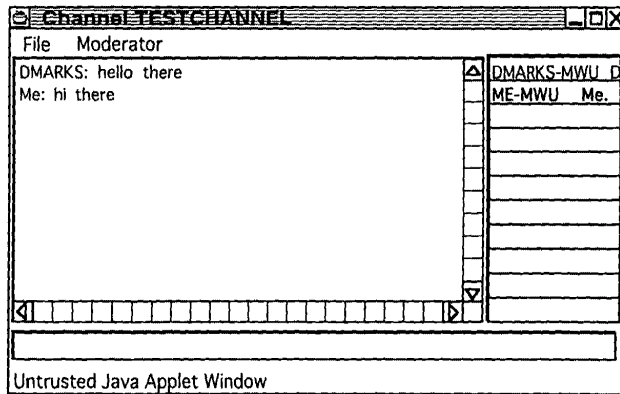 Channel TESTCHANNEL
File Moderator
DMARKS: hello there
Me: hi there
DMARKS-MWU D
ME-MWU Me.
Untrusted Java Applet Window